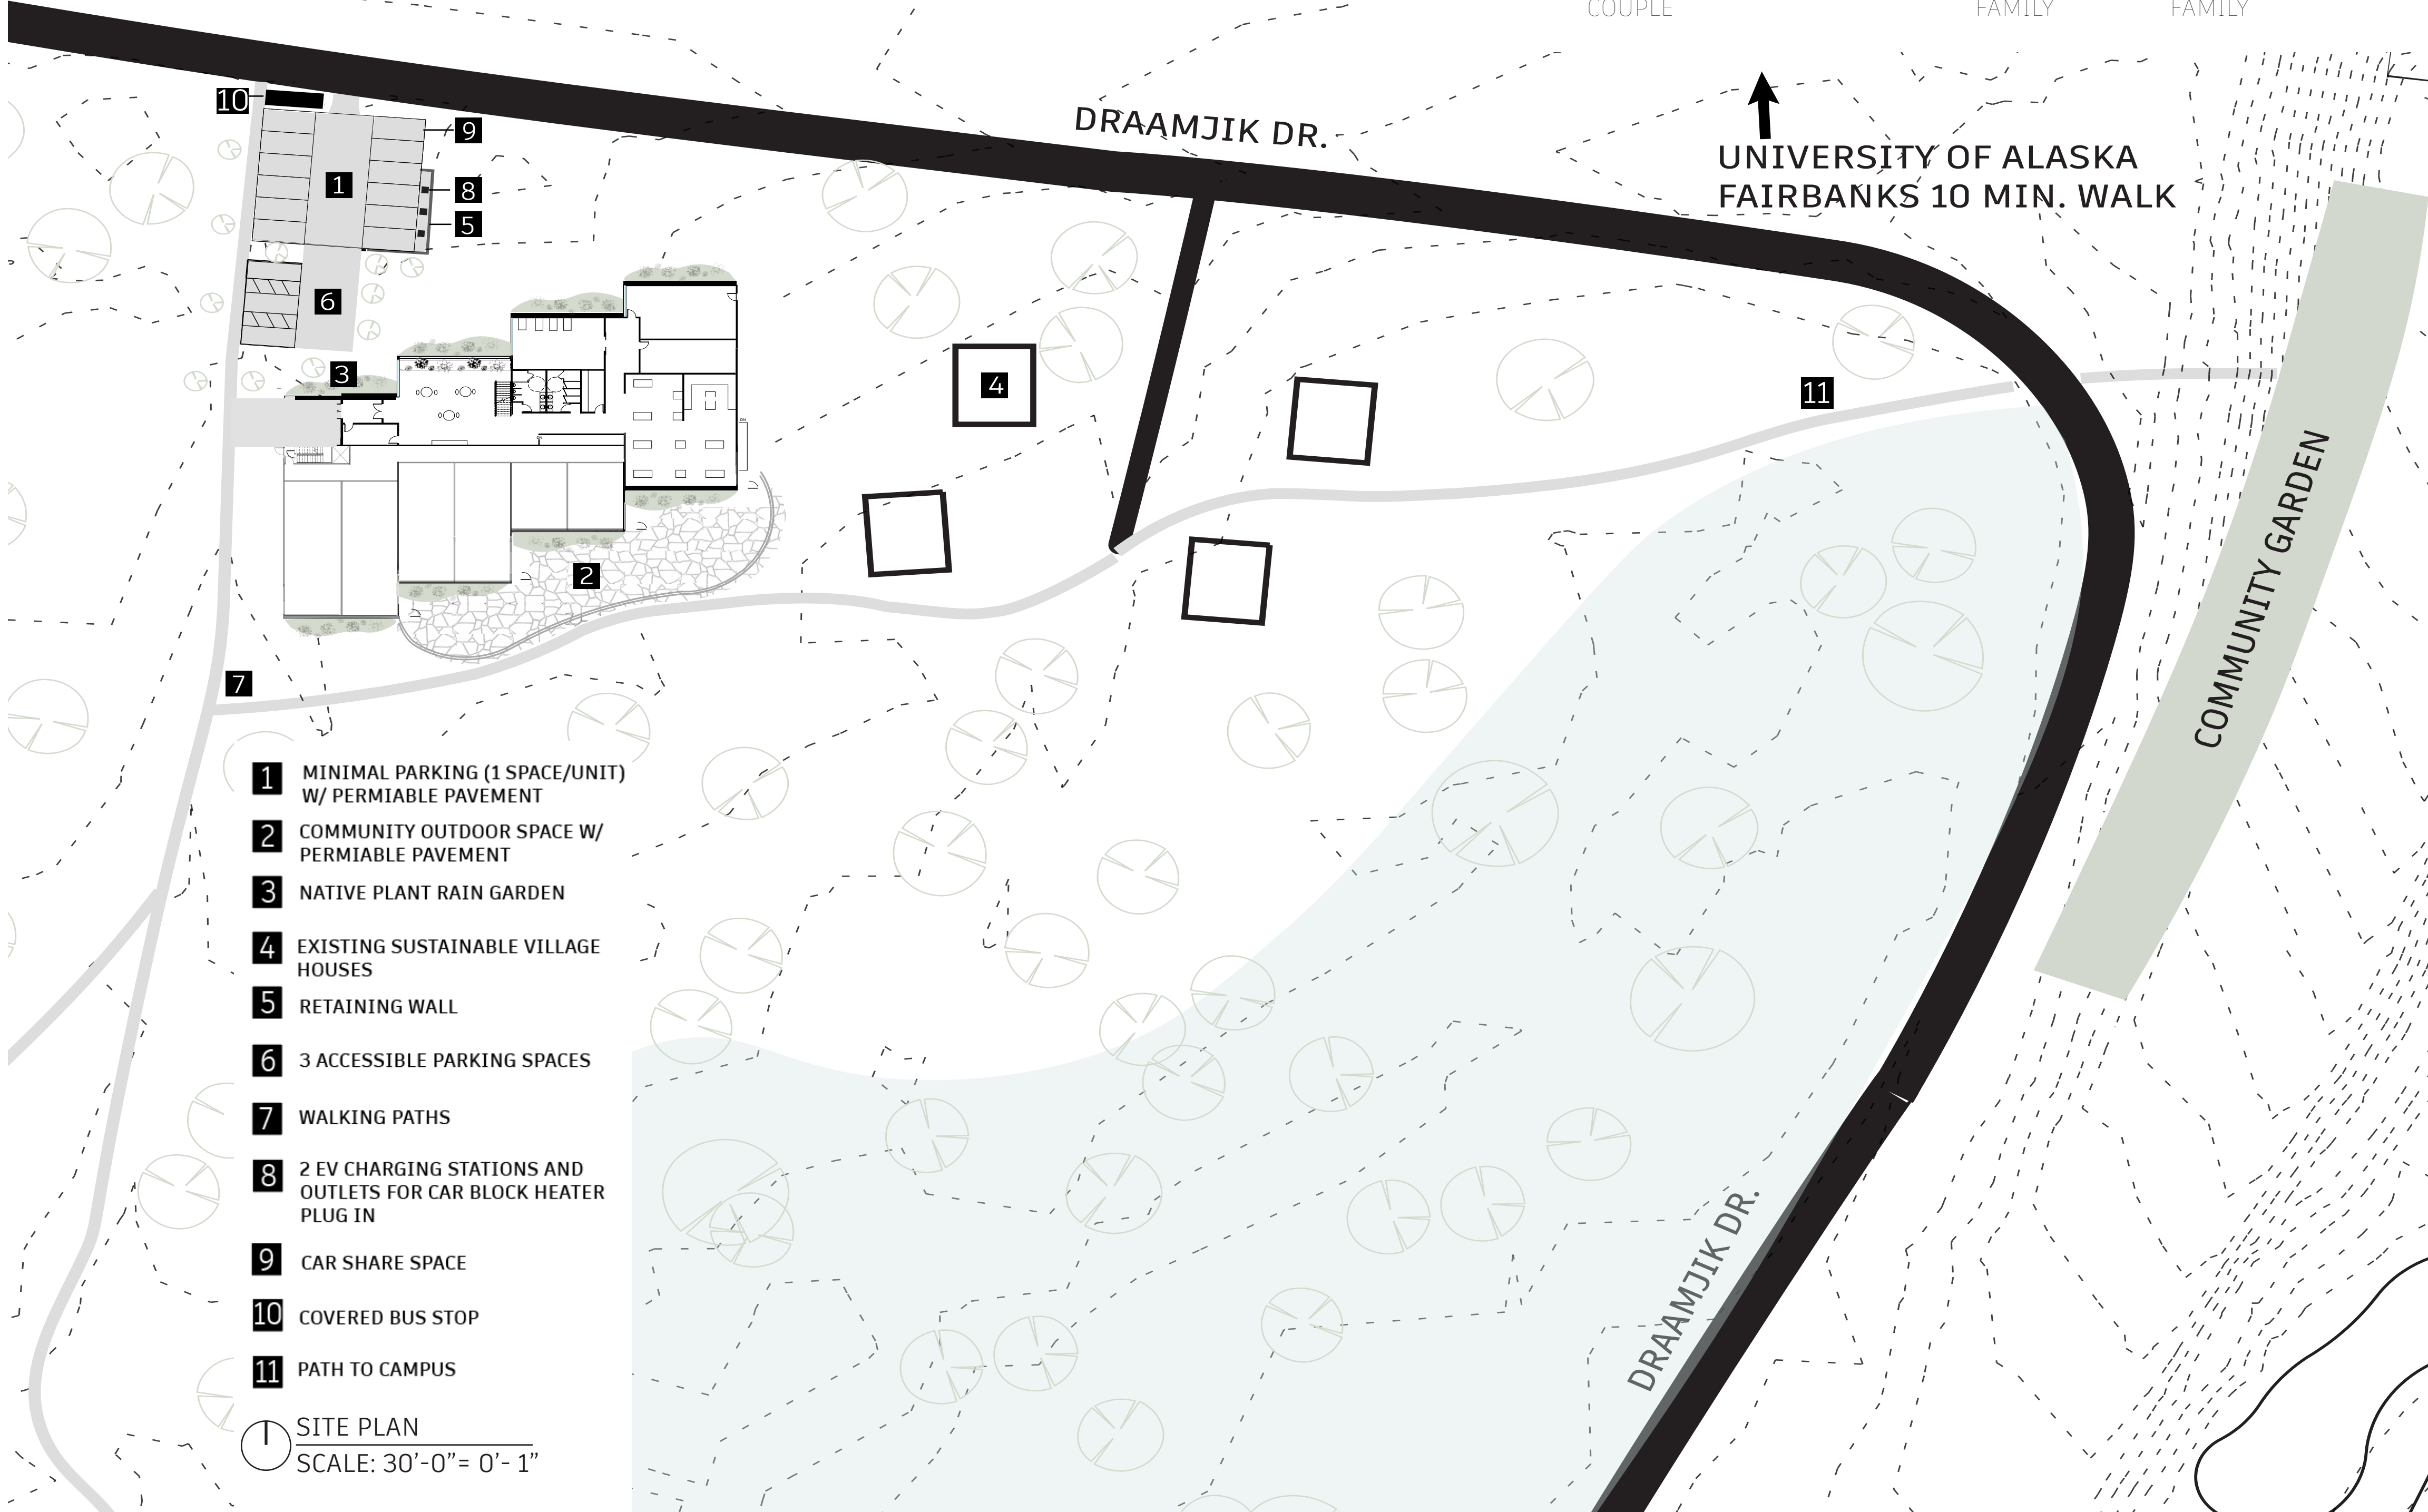 COUPLE
FAMILY
FAMILY
10
9
DRAAMJIK DR.
UNIVERSITY OF ALASKA
FAIRBANKS 10 MIN. WALK
1
8
5
6
3
4
11
COMMUNITY GARDEN
2
7
1 MINIMAL PARKING (1 SPACE/UNIT)
W/ PERMIABLE PAVEMENT
2 COMMUNITY OUTDOOR SPACE W/
PERMIABLE PAVEMENT
3 NATIVE PLANT RAIN GARDEN
4 EXISTING SUSTAINABLE VILLAGE
HOUSES
5 RETAINING WALL
6 3 ACCESSIBLE PARKING SPACES
7 WALKING PATHS
8 2 EV CHARGING STATIONS AND
OUTLETS FOR CAR BLOCK HEATER
PLUG IN
9 CAR SHARE SPACE
10 COVERED BUS STOP
11 PATH TO CAMPUS
DRAAMJIK DR.
SITE PLAN
SCALE: 30’-0”= 0’- 1”